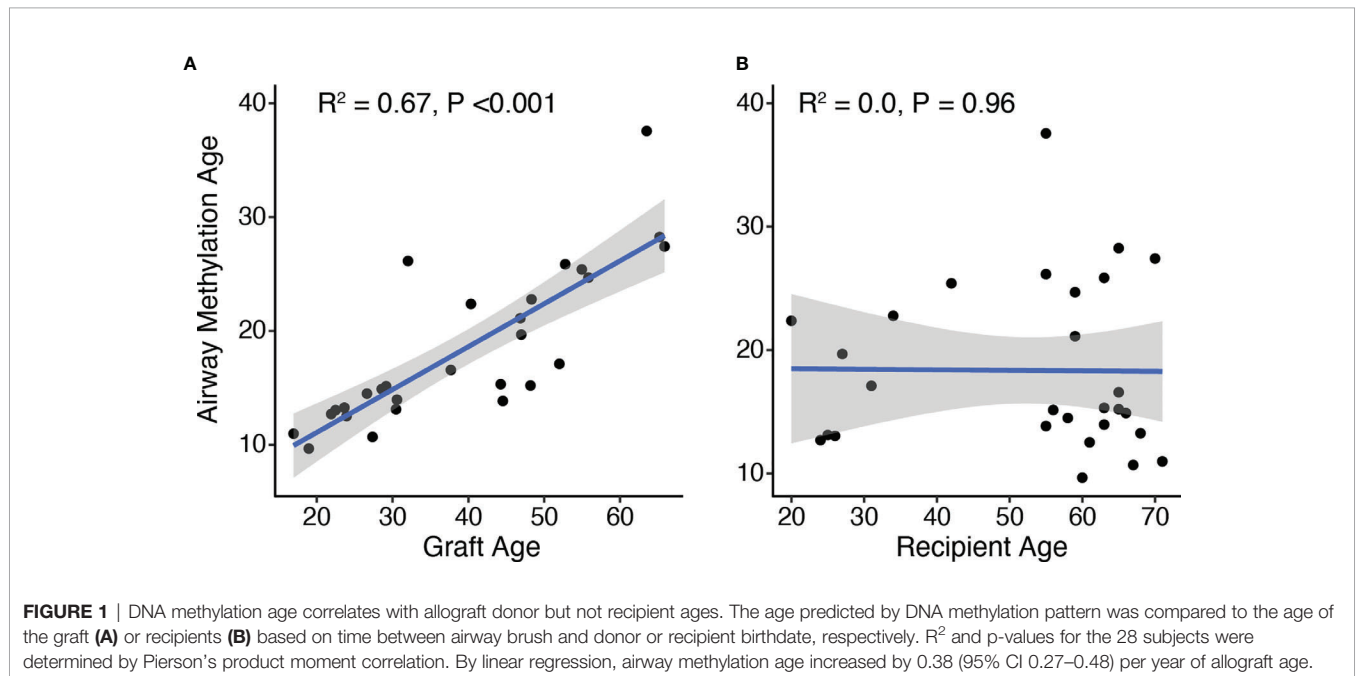 A
B
R² = 0.67, P <0.001
R² = 0.0, P = 0.96
Airway Methylation Age
40
30
20
10
40
30
20
10
20 30 40 50 60
20 30 40 50 60 70
Graft Age
Recipient Age
FIGURE 1 | DNA methylation age correlates with allograft donor but not recipient ages. The age predicted by DNA methylation pattern was compared to the age of
the graft (A) or recipients (B) based on time between airway brush and donor or recipient birthdate, respectively. R² and p-values for the 28 subjects were
determined by Pierson's product moment correlation. By linear regression, airway methylation age increased by 0.38 (95% CI 0.27–0.48) per year of allograft age.